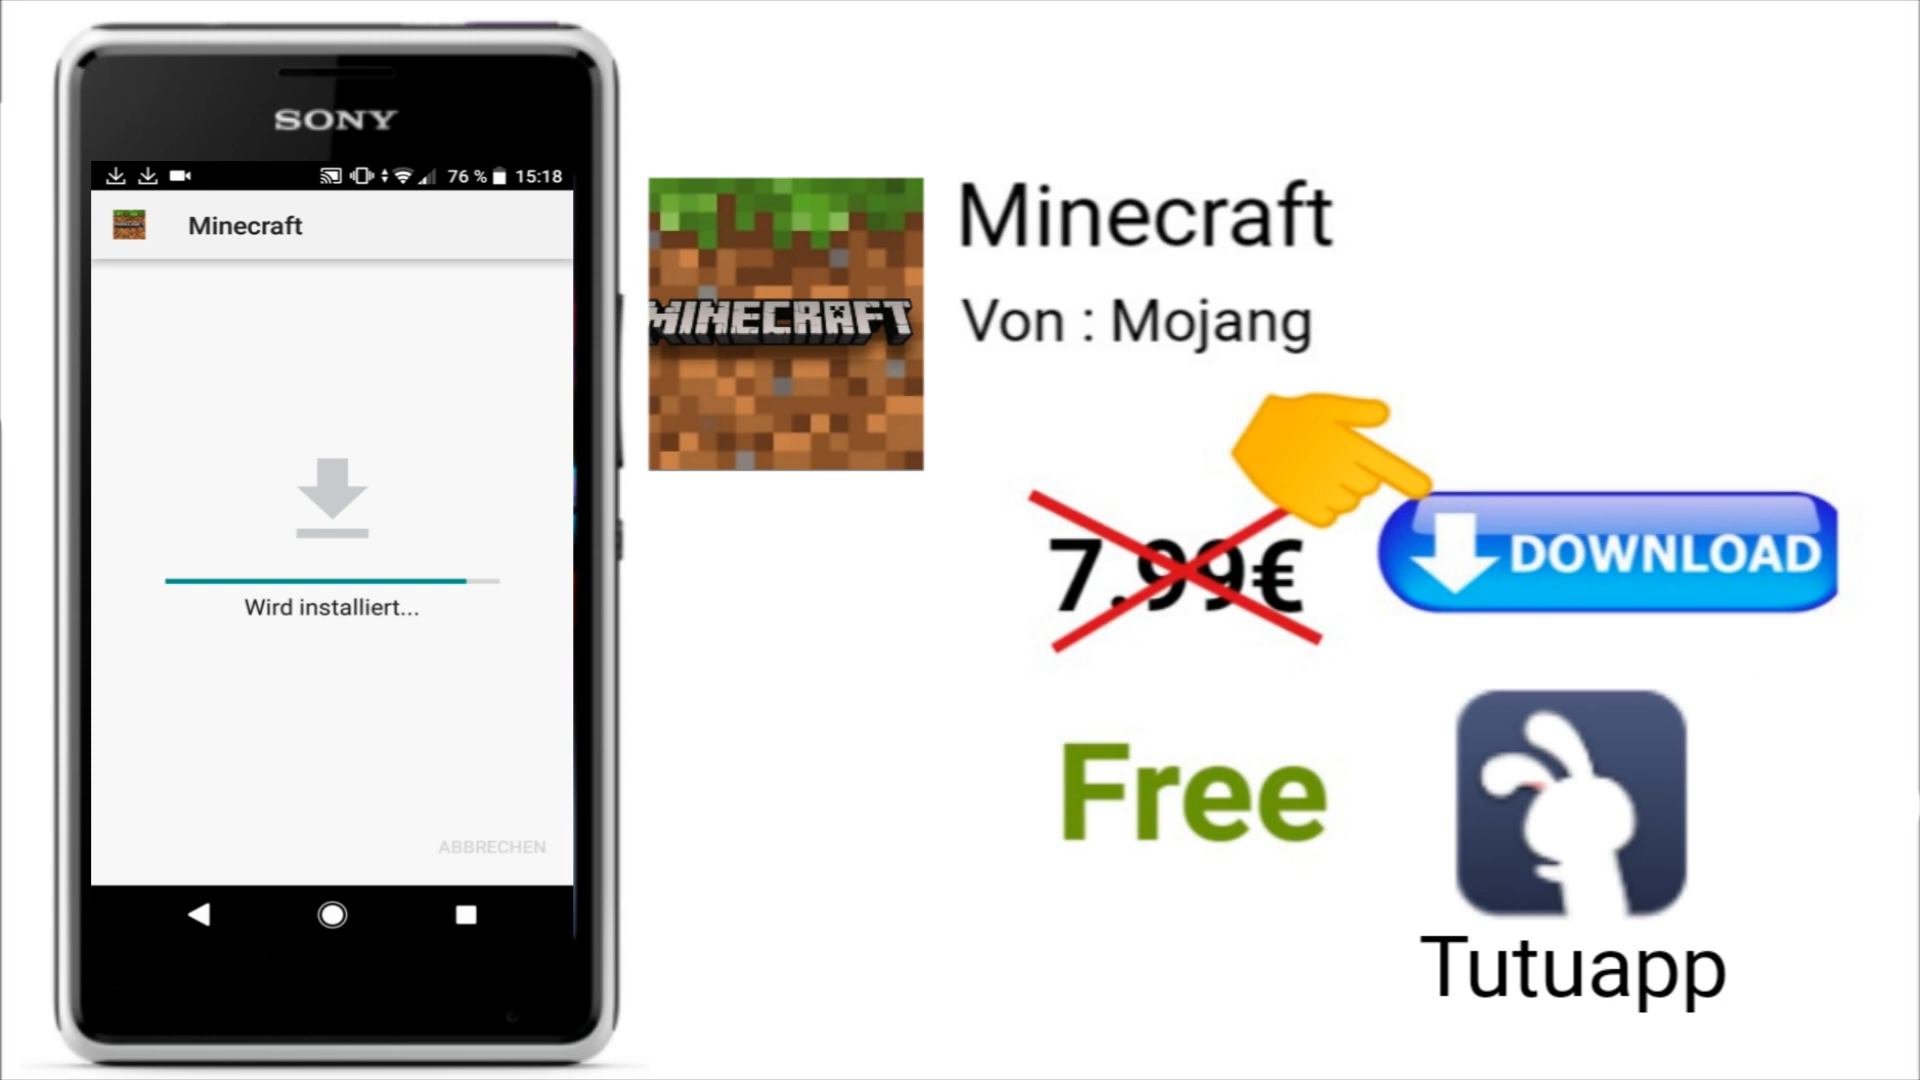 SONY
76 % 15:18
Minecraft
Wird installiert...
ABBRECHEN
MINECRAFT
Minecraft
Von : Mojang
7.99€
DOWNLOAD
Free
Tutuapp